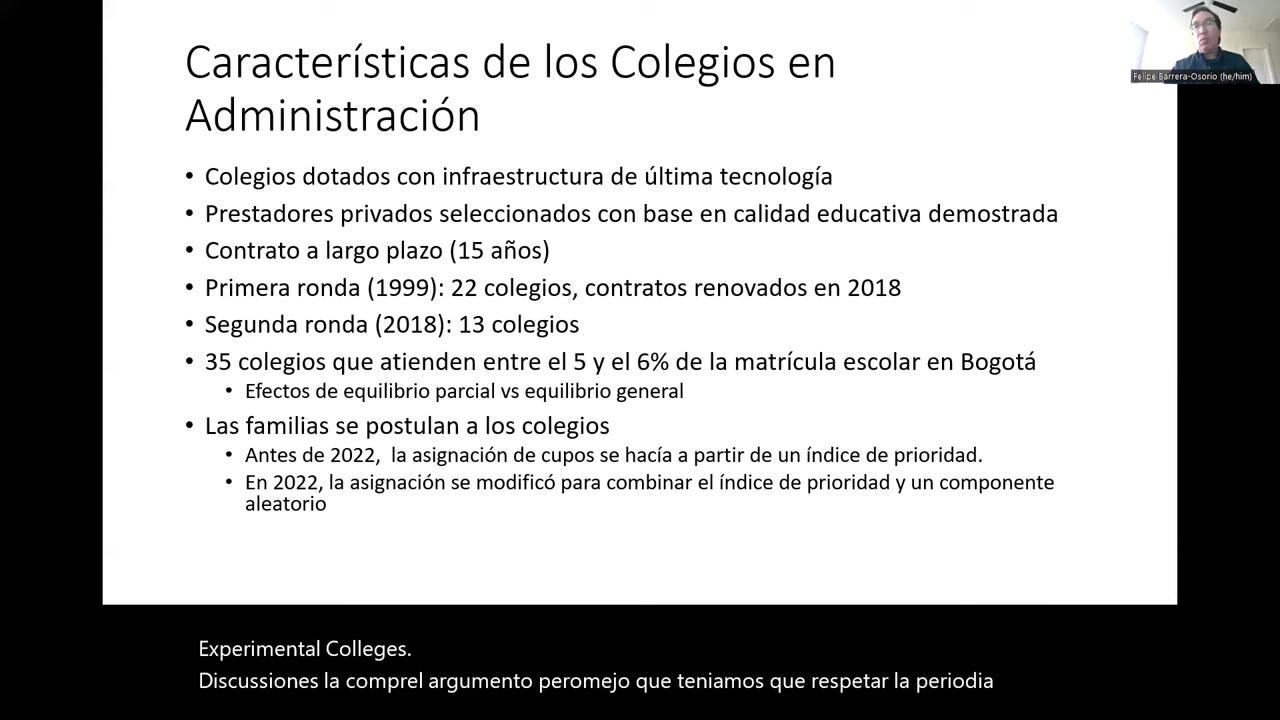 Características de los Colegios en
Administración
Felipe Barrera-Osorio (he/him)
• Colegios dotados con infraestructura de última tecnología
• Prestadores privados seleccionados con base en calidad educativa demostrada
• Contrato a largo plazo (15 años)
• Primera ronda (1999): 22 colegios, contratos renovados en 2018
• Segunda ronda (2018): 13 colegios
• 35 colegios que atienden entre el 5 y el 6% de la matrícula escolar en Bogotá
• Efectos de equilibrio parcial vs equilibrio general
• Las familias se postulan a los colegios
• Antes de 2022, la asignación de cupos se hacía a partir de un índice de prioridad.
• En 2022, la asignación se modificó para combinar el índice de prioridad y un componente
aleatorio
Experimental Colleges.
Discussiones la comprel argumento peromejo que teniamos que respetar la periodia